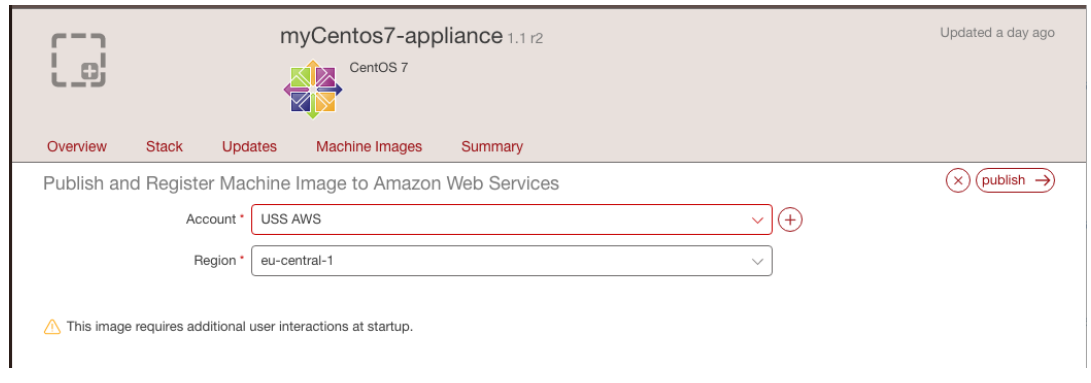 myCentos7-appliance 1.1 r2
Updated a day ago
CentOS 7
Overview Stack Updates Machine Images Summary
Publish and Register Machine Image to Amazon Web Services
publish →
Account * USS AWS
Region * eu-central-1
This image requires additional user interactions at startup.